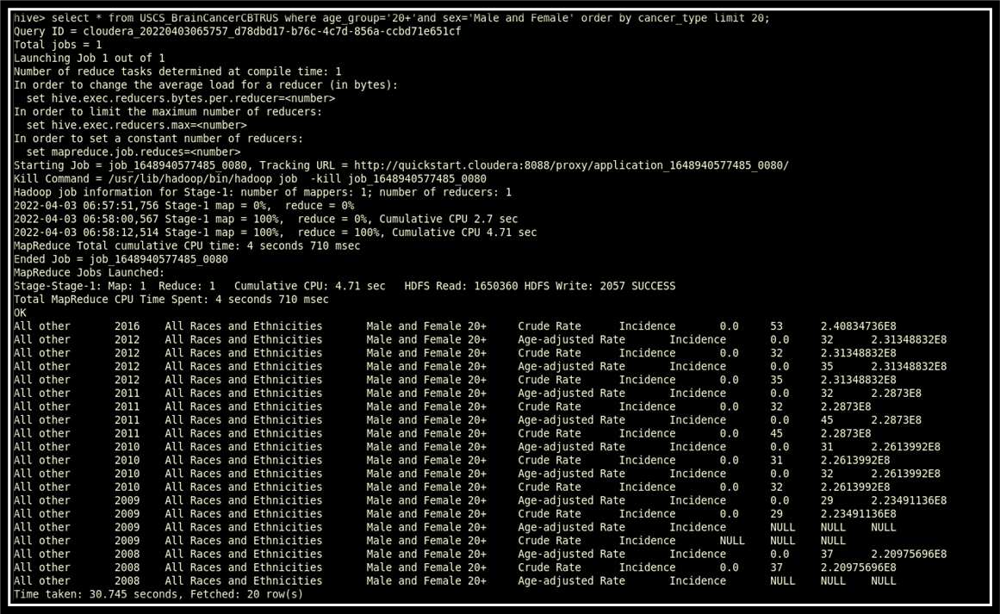 hive> select * from USCS_BrainCancerCBTRUS where age_group='20+'and sex='Male and Female' order by cancer_type limit 20;
Query ID = cloudera_20220403065757_d78dbd17-b76c-4c7d-856a-ccbd71e651cf
Total jobs = 1
Launching Job 1 out of 1
Number of reduce tasks determined at compile time: 1
In order to change the average load for a reducer (in bytes):
  set hive.exec.reducers.bytes.per.reducer=<number>
In order to limit the maximum number of reducers:
  set hive.exec.reducers.max=<number>
In order to set a constant number of reducers:
  set mapreduce.job.reduces=<number>
Starting Job = job_1648940577485_0080, Tracking URL = http://quickstart.cloudera:8088/proxy/application_1648940577485_0080/
Kill Command = /usr/lib/hadoop/bin/hadoop job  -kill job_1648940577485_0080
Hadoop job information for Stage-1: number of mappers: 1; number of reducers: 1
2022-04-03 06:57:51,756 Stage-1 map = 0%,  reduce = 0%
2022-04-03 06:58:00,567 Stage-1 map = 100%,  reduce = 0%, Cumulative CPU 2.7 sec
2022-04-03 06:58:12,514 Stage-1 map = 100%,  reduce = 100%, Cumulative CPU 4.71 sec
MapReduce Total cumulative CPU time: 4 seconds 710 msec
Ended Job = job_1648940577485_0080
MapReduce Jobs Launched:
Stage-Stage-1: Map: 1  Reduce: 1   Cumulative CPU: 4.71 sec   HDFS Read: 1650360 HDFS Write: 2057 SUCCESS
Total MapReduce CPU Time Spent: 4 seconds 710 msec
OK
All other	2016	All Races and Ethnicities	Male and Female	20+	Crude Rate	Incidence	0.0	53	2.40834736E8
All other	2012	All Races and Ethnicities	Male and Female	20+	Age-adjusted Rate	Incidence	0.0	32	2.31348832E8
All other	2012	All Races and Ethnicities	Male and Female	20+	Crude Rate	Incidence	0.0	32	2.31348832E8
All other	2012	All Races and Ethnicities	Male and Female	20+	Age-adjusted Rate	Incidence	0.0	35	2.31348832E8
All other	2012	All Races and Ethnicities	Male and Female	20+	Crude Rate	Incidence	0.0	35	2.31348832E8
All other	2011	All Races and Ethnicities	Male and Female	20+	Age-adjusted Rate	Incidence	0.0	32	2.2873E8
All other	2011	All Races and Ethnicities	Male and Female	20+	Crude Rate	Incidence	0.0	32	2.2873E8
All other	2011	All Races and Ethnicities	Male and Female	20+	Age-adjusted Rate	Incidence	0.0	45	2.2873E8
All other	2011	All Races and Ethnicities	Male and Female	20+	Crude Rate	Incidence	0.0	45	2.2873E8
All other	2010	All Races and Ethnicities	Male and Female	20+	Age-adjusted Rate	Incidence	0.0	31	2.2613992E8
All other	2010	All Races and Ethnicities	Male and Female	20+	Crude Rate	Incidence	0.0	31	2.2613992E8
All other	2010	All Races and Ethnicities	Male and Female	20+	Age-adjusted Rate	Incidence	0.0	32	2.2613992E8
All other	2010	All Races and Ethnicities	Male and Female	20+	Crude Rate	Incidence	0.0	32	2.2613992E8
All other	2009	All Races and Ethnicities	Male and Female	20+	Age-adjusted Rate	Incidence	0.0	29	2.23491136E8
All other	2009	All Races and Ethnicities	Male and Female	20+	Crude Rate	Incidence	0.0	29	2.23491136E8
All other	2009	All Races and Ethnicities	Male and Female	20+	Age-adjusted Rate	Incidence	NULL	NULL	NULL
All other	2009	All Races and Ethnicities	Male and Female	20+	Crude Rate	Incidence	NULL	NULL	NULL
All other	2008	All Races and Ethnicities	Male and Female	20+	Age-adjusted Rate	Incidence	0.0	37	2.20975696E8
All other	2008	All Races and Ethnicities	Male and Female	20+	Crude Rate	Incidence	0.0	37	2.20975696E8
All other	2008	All Races and Ethnicities	Male and Female	20+	Age-adjusted Rate	Incidence	NULL	NULL	NULL
Time taken: 30.745 seconds, Fetched: 20 row(s)